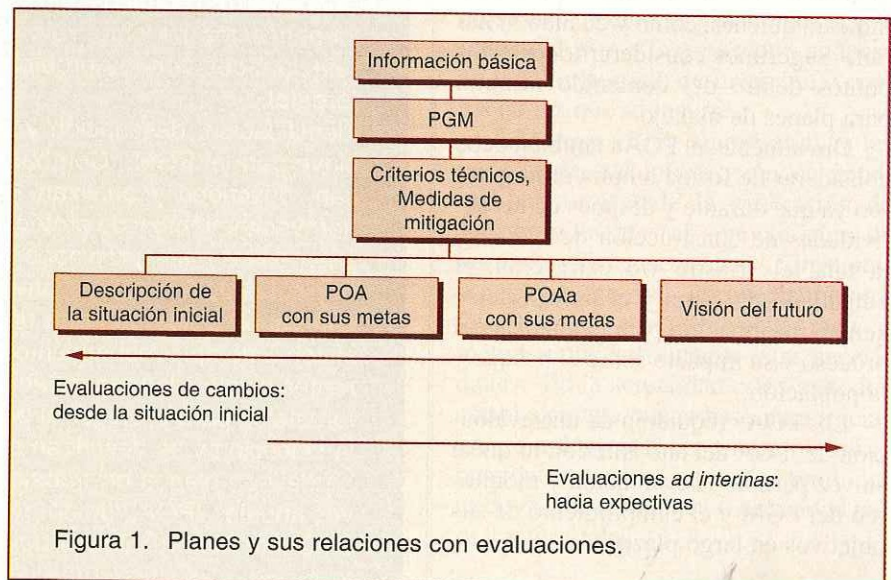 Información básica
PGM
Criterios técnicos,
Medidas de
mitigación
Descripción de
la situación inicial
POA
con sus metas
POAa
con sus metas
Visión del futuro
Evaluaciones de cambios:
desde la situación inicial
Evaluaciones ad interinas:
hacia expectivas
Figura 1. Planes y sus relaciones con evaluaciones.